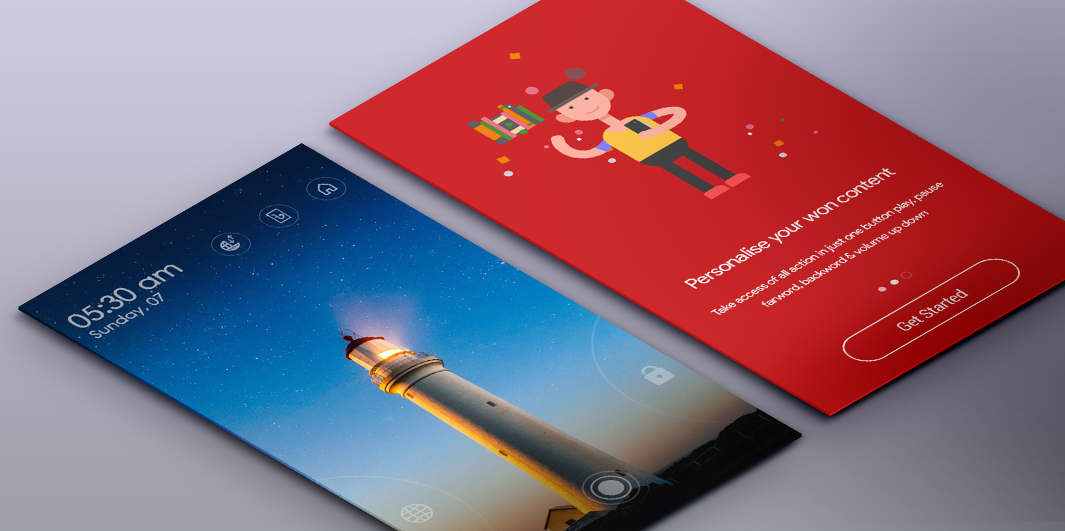 05:30 am
Sunday, 07
Personalise your won content
Take access of all action in just one button play, pause
farword, backword & volume up down
Get Started